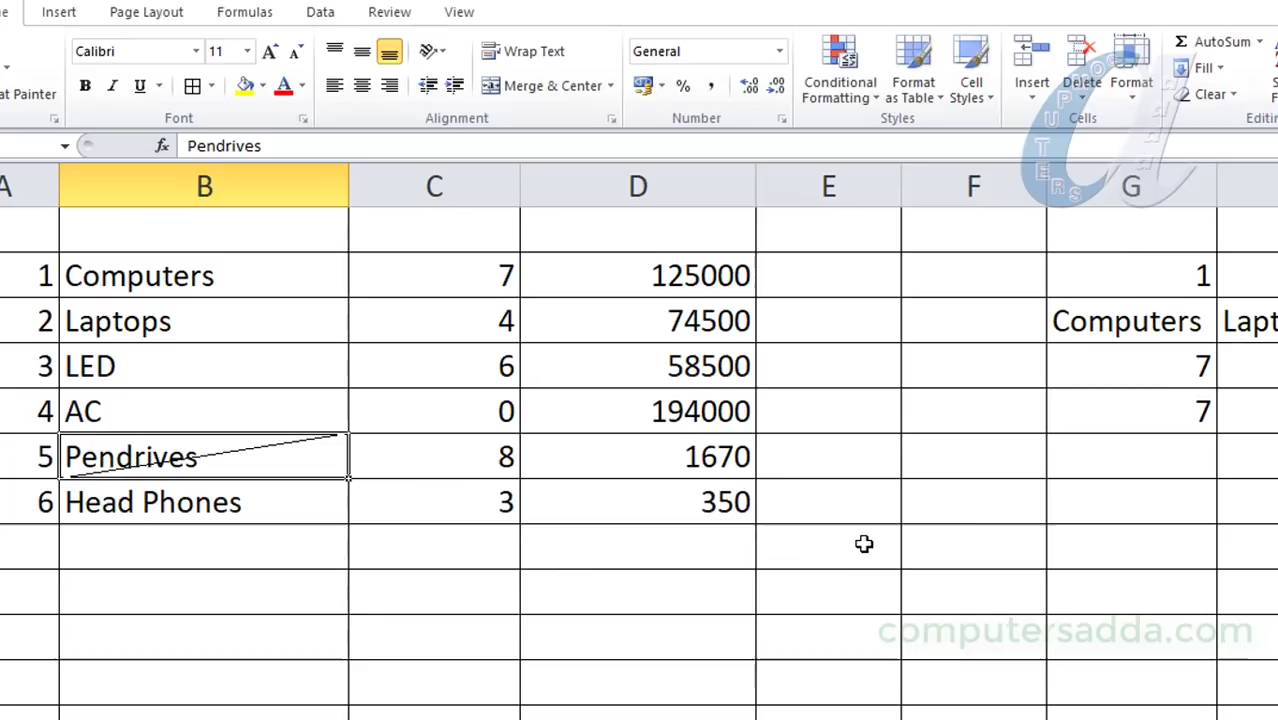 Insert Page Layout Formulas Data Review View
Calibri 11 Wrap Text General Conditional Formatting Format as Table Cell Styles Insert Delete Format Σ AutoSum
at Painter B I U A Merge & Center % , Fill
Clear
Font Alignment Number Styles Cells Editin
fx Pendrives
A B C D E F G
1 Computers 7 125000 1
2 Laptops 4 74500 Computers Lapt
3 LED 6 58500 7
4 AC 0 194000 7
5 Pendrives 8 1670
6 Head Phones 3 350
computersadda.com